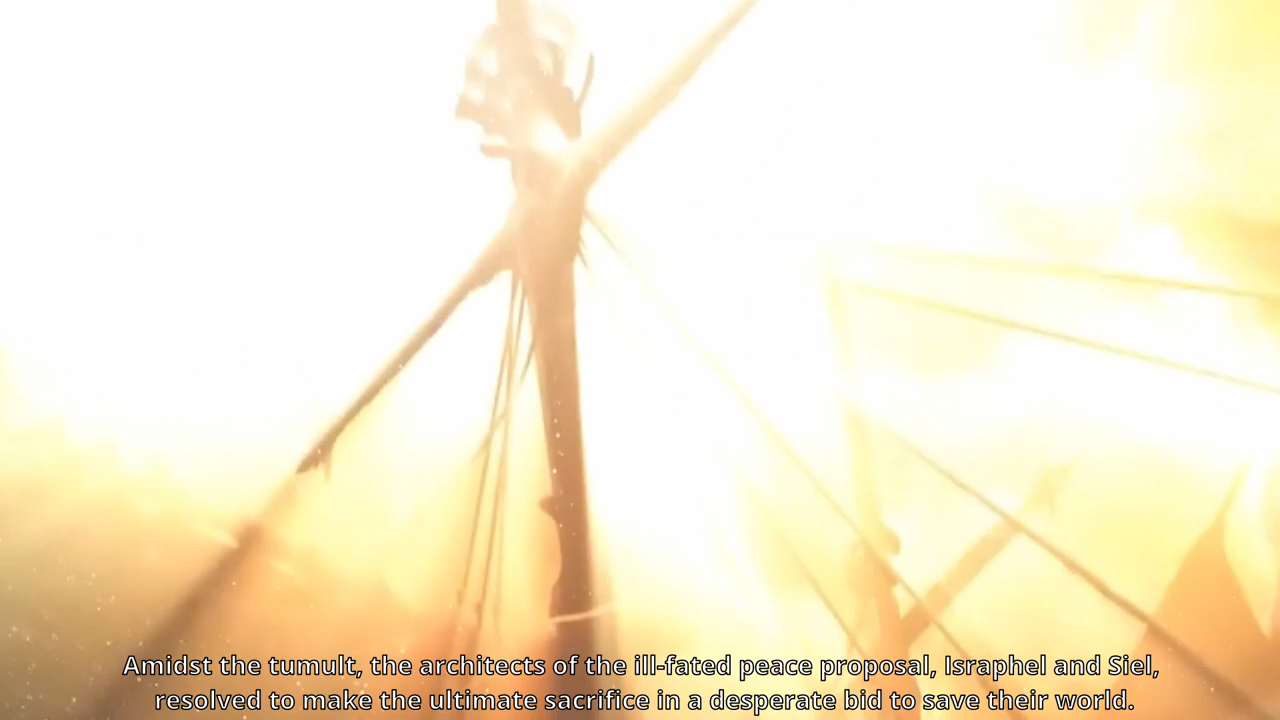 Amidst the tumult, the architects of the ill-fated peace proposal, Israphel and Siel,
resolved to make the ultimate sacrifice in a desperate bid to save their world.